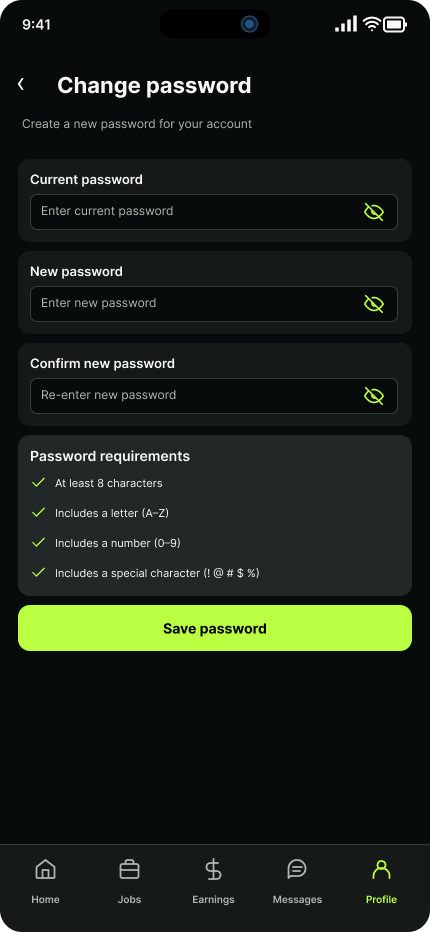 9:41
Change password
Create a new password for your account
Current password
Enter current password
New password
Enter new password
Confirm new password
Re-enter new password
Password requirements
At least 8 characters
Includes a letter (A–Z)
Includes a number (0–9)
Includes a special character (! @ # $ %)
Save password
Home Jobs Earnings Messages Profile